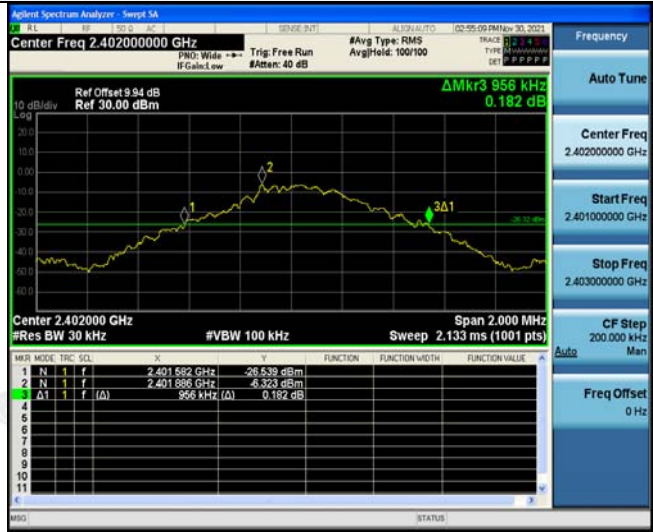 Agilent Spectrum Analyzer - Swept SA
RL RF 50 Ω AC SENSE:INT ALIGN AUTO 02:55:09 PM Nov 30, 2021
Center Freq 2.402000000 GHz #Avg Type: RMS TRACE 1 2 3 4 5 6
PNO: Wide Trig: Free Run Avg|Hold: 100/100 TYPE M
IFGain:Low #Atten: 40 dB DET P P P P P P
Frequency
Auto Tune
ΔMkr3 956 kHz
0.182 dB
Ref Offset 9.94 dB
10 dB/div Ref 30.00 dBm
Log
20.0
10.0
0.00
-10.0
-20.0
-30.0
-40.0
-50.0
-60.0
1
2
3Δ1
-26.32 dBm
Center 2.402000 GHz Span 2.000 MHz
#Res BW 30 kHz #VBW 100 kHz Sweep 2.133 ms (1001 pts)
MKR MODE TRC SCL X Y FUNCTION FUNCTION WIDTH FUNCTION VALUE
1 N 1 f 2.401 582 GHz -26.539 dBm
2 N 1 f 2.401 886 GHz -6.323 dBm
3 Δ1 1 f (Δ) 956 kHz (Δ) 0.182 dB
4
5
6
7
8
9
10
11
Center Freq
2.402000000 GHz
Start Freq
2.401000000 GHz
Stop Freq
2.403000000 GHz
CF Step
200.000 kHz
Auto Man
Freq Offset
0 Hz
MSG STATUS